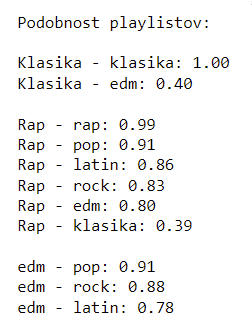 Podobnost playlistov:
Klasika - klasika: 1.00
Klasika - edm: 0.40
Rap - rap: 0.99
Rap - pop: 0.91
Rap - latin: 0.86
Rap - rock: 0.83
Rap - edm: 0.80
Rap - klasika: 0.39
edm - pop: 0.91
edm - rock: 0.88
edm - latin: 0.78